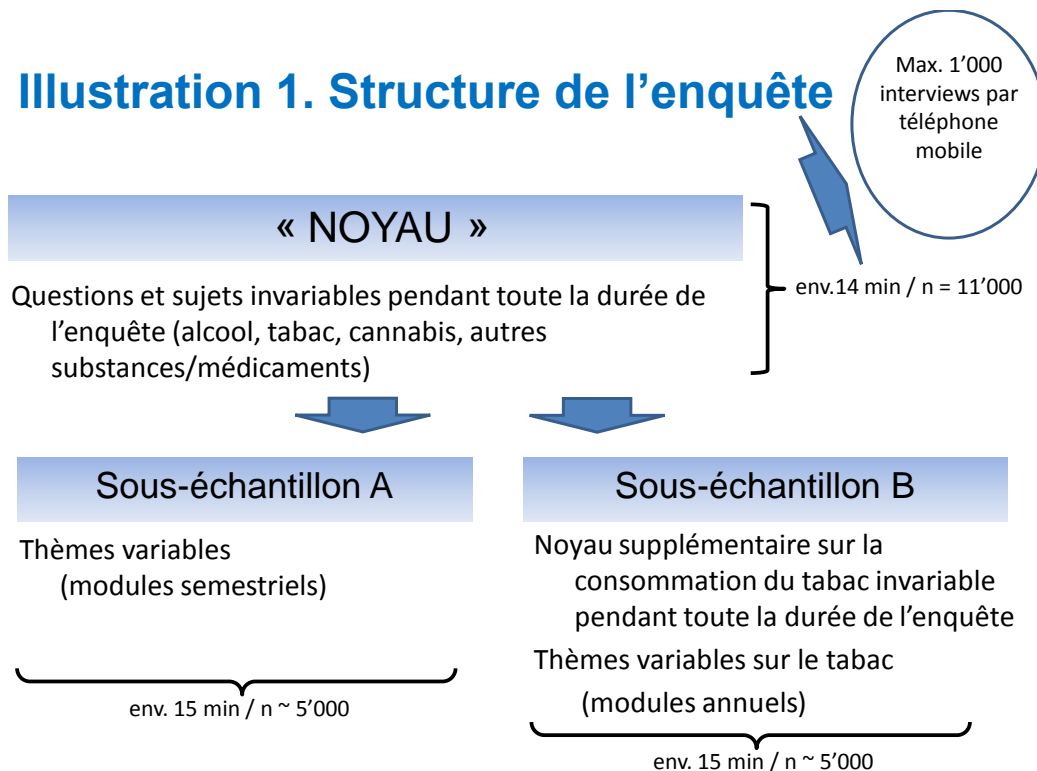 Illustration 1. Structure de l’enquête
Max. 1’000
interviews par
téléphone
mobile
« NOYAU »
Questions et sujets invariables pendant toute la durée de
l’enquête (alcool, tabac, cannabis, autres
substances/médicaments)
env.14 min / n = 11’000
Sous-échantillon A
Thèmes variables
(modules semestriels)
env. 15 min / n ~ 5’000
Sous-échantillon B
Noyau supplémentaire sur la
consommation du tabac invariable
pendant toute la durée de l’enquête
Thèmes variables sur le tabac
(modules annuels)
env. 15 min / n ~ 5’000